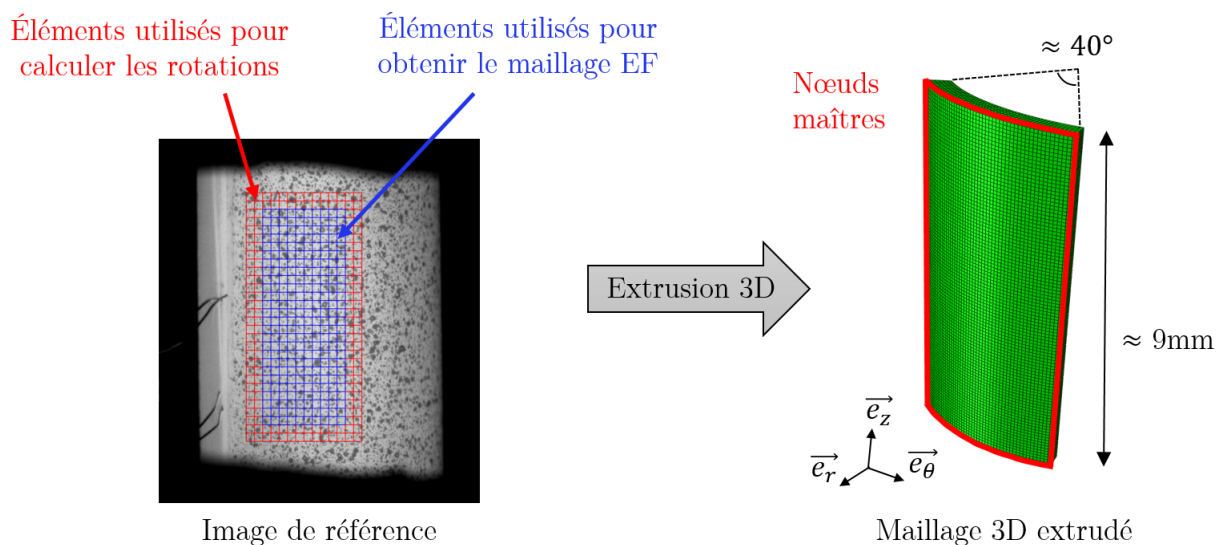 Éléments utilisés pour
calculer les rotations
Éléments utilisés pour
obtenir le maillage EF
≈ 40°
Nœuds
maîtres
Extrusion 3D
≈ 9mm
e_z
e_r
e_θ
Image de référence
Maillage 3D extrudé